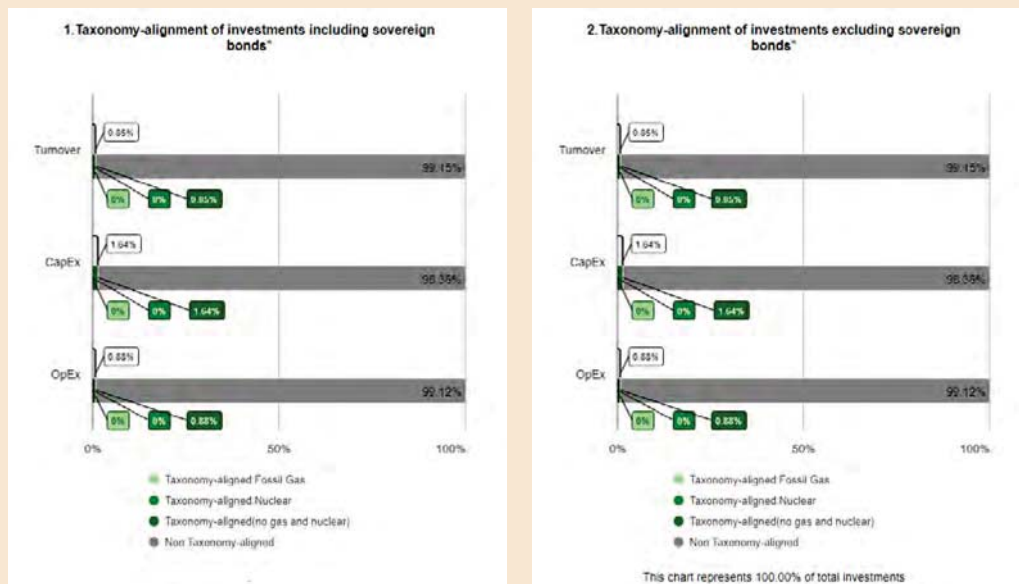 1. Taxonomy-alignment of investments including sovereign
bonds*
Turnover
0.85%
99.15%
0%
0%
0.85%
CapEx
1.64%
98.36%
0%
0%
1.64%
OpEx
0.88%
99.12%
0%
0%
0.88%
0%
50%
100%
Taxonomy-aligned Fossil Gas
Taxonomy-aligned Nuclear
Taxonomy-aligned(no gas and nuclear)
Non Taxonomy-aligned
2. Taxonomy-alignment of investments excluding sovereign
bonds*
Turnover
0.85%
99.15%
0%
0%
0.85%
CapEx
1.64%
98.36%
0%
0%
1.64%
OpEx
0.88%
99.12%
0%
0%
0.88%
0%
50%
100%
Taxonomy-aligned Fossil Gas
Taxonomy-aligned Nuclear
Taxonomy-aligned(no gas and nuclear)
Non Taxonomy-aligned
This chart represents 100.00% of total investments